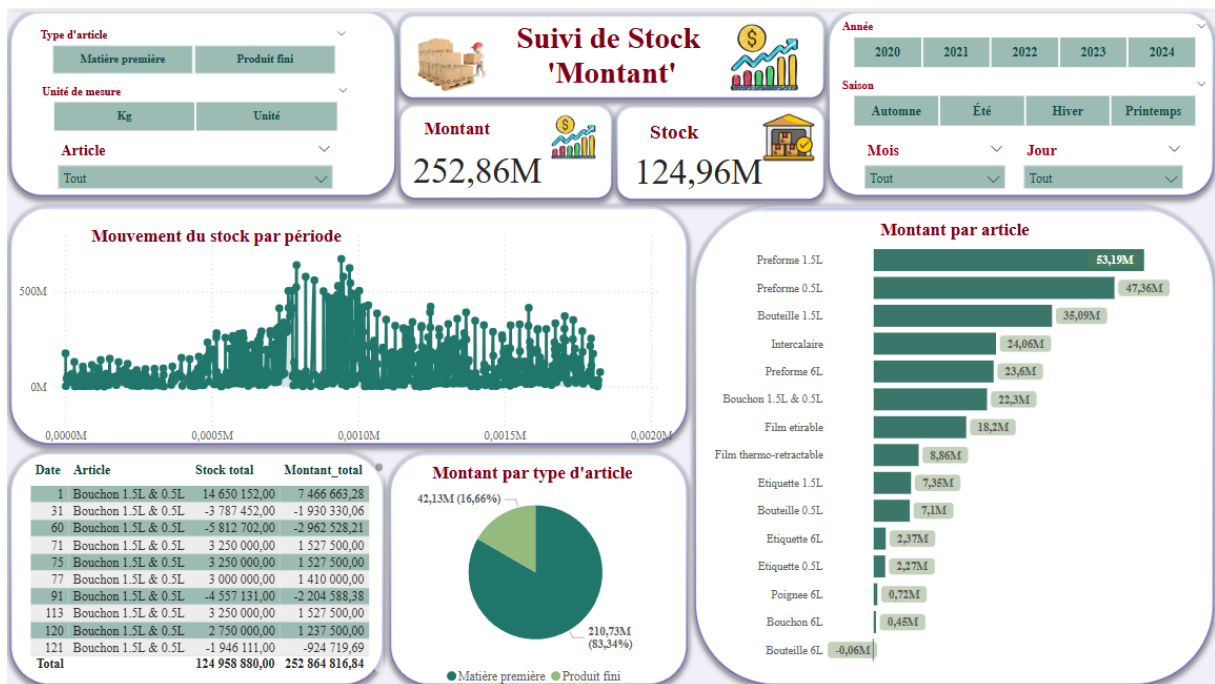 Type d'article
Matière première
Produit fini
Unité de mesure
Kg
Unité
Article
Tout
Suivi de Stock
'Montant'
Montant
252,86M
Stock
124,96M
Année
2020
2021
2022
2023
2024
Saison
Automne
Été
Hiver
Printemps
Mois
Jour
Tout
Tout
Mouvement du stock par période
500M
0M
0,0000M
0,0005M
0,0010M
0,0015M
0,0020M
Date Article Stock total Montant_total
1 Bouchon 1.5L & 0.5L 14 650 152,00 7 466 663,28
31 Bouchon 1.5L & 0.5L -3 787 452,00 -1 930 330,06
60 Bouchon 1.5L & 0.5L -5 812 702,00 -2 962 528,21
71 Bouchon 1.5L & 0.5L 3 250 000,00 1 527 500,00
75 Bouchon 1.5L & 0.5L 3 250 000,00 1 527 500,00
77 Bouchon 1.5L & 0.5L 3 000 000,00 1 410 000,00
91 Bouchon 1.5L & 0.5L -4 557 131,00 -2 204 588,38
113 Bouchon 1.5L & 0.5L 3 250 000,00 1 527 500,00
120 Bouchon 1.5L & 0.5L 2 750 000,00 1 237 500,00
121 Bouchon 1.5L & 0.5L -1 946 111,00 -924 719,69
Total 124 958 880,00 252 864 816,84
Montant par type d'article
42,13M (16,66%)
210,73M
(83,34%)
Matière première Produit fini
Montant par article
Preforme 1.5L 53,19M
Preforme 0.5L 47,36M
Bouteille 1.5L 35,09M
Intercalaire 24,06M
Preforme 6L 23,6M
Bouchon 1.5L & 0.5L 22,3M
Film etirable 18,2M
Film thermo-retractable 8,86M
Etiquette 1.5L 7,35M
Bouteille 0.5L 7,1M
Etiquette 6L 2,37M
Etiquette 0.5L 2,27M
Poignee 6L 0,72M
Bouchon 6L 0,45M
Bouteille 6L -0,06M